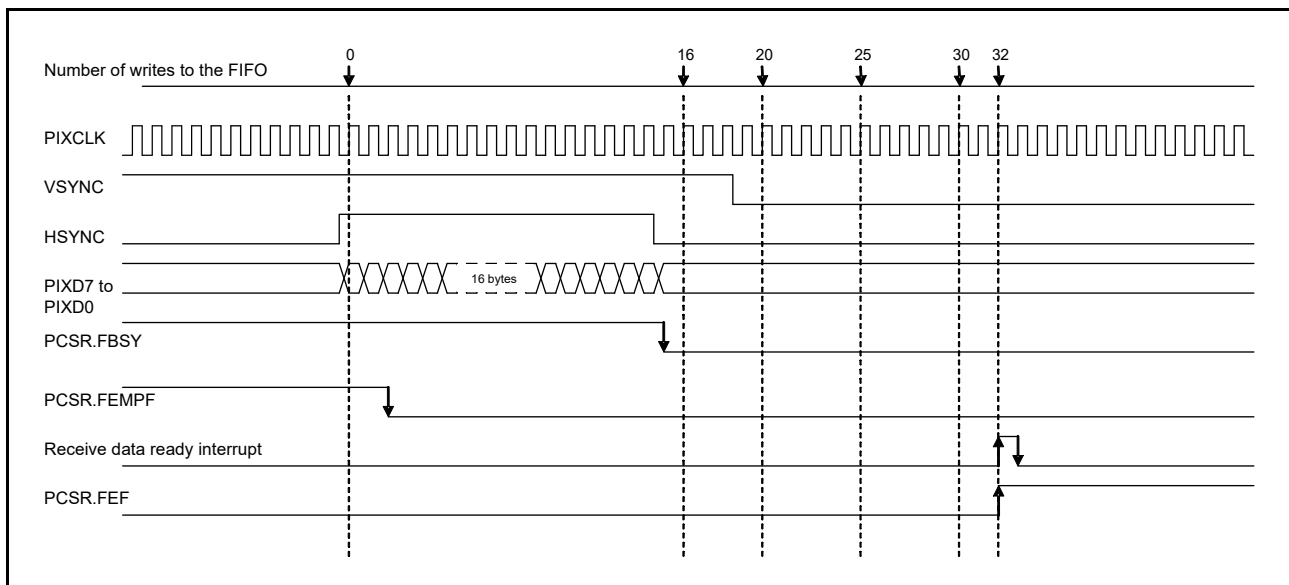 0 16 20 25 30 32
Number of writes to the FIFO
PIXCLK
VSYNC
HSYNC
16 bytes
PIXD7 to
PIXD0
PCSR.FBSY
PCSR.FEMPF
Receive data ready interrupt
PCSR.FEF